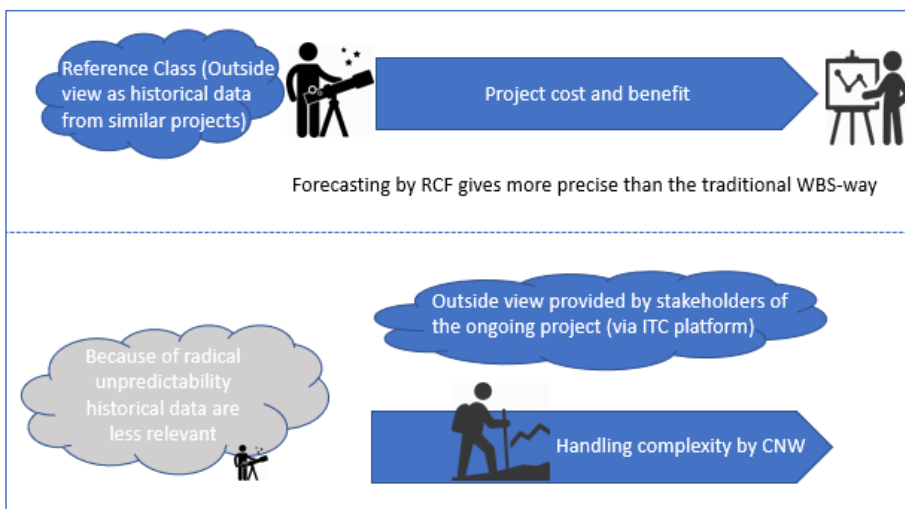 Reference Class (Outside
view as historical data
from similar projects)
Project cost and benefit
Forecasting by RCF gives more precise than the traditional WBS-way
Outside view provided by stakeholders of
the ongoing project (via ITC platform)
Because of radical
unpredictability
historical data are
less relevant
Handling complexity by CNW